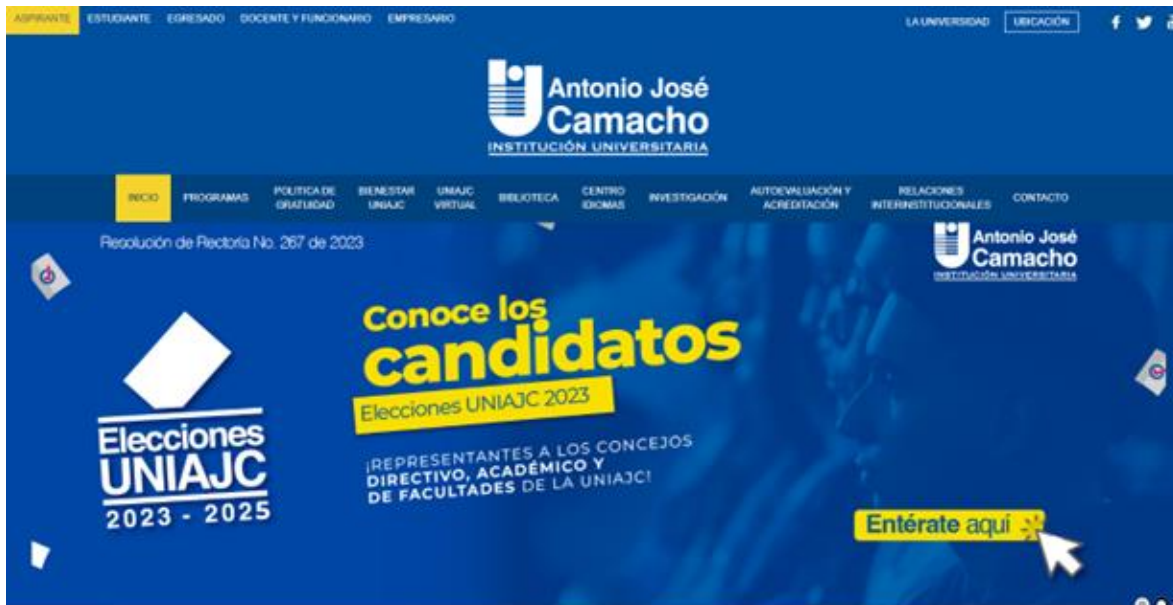 ASPIRANTE ESTUDIANTE EGRESADO DOCENTE Y FUNCIONARIO EMPRESARIO LA UNIVERSIDAD UBICACIÓN
Antonio José
Camacho
INSTITUCIÓN UNIVERSITARIA
INICIO PROGRAMAS POLITICA DE GRATUIDAD BIENESTAR UNIAJC UNIAJC VIRTUAL BIBLIOTECA CENTRO IDIOMAS INVESTIGACIÓN AUTOEVALUACIÓN Y ACREDITACIÓN RELACIONES INTERINSTITUCIONALES CONTACTO
Resolución de Rectoría No. 267 de 2023
Antonio José
Camacho
INSTITUCIÓN UNIVERSITARIA
Conoce los
candidatos
Elecciones UNIAJC 2023
¡REPRESENTANTES A LOS CONCEJOS
DIRECTIVO, ACADÉMICO Y
DE FACULTADES DE LA UNIAJC!
Elecciones
UNIAJC
2023 - 2025
Entérate aquí